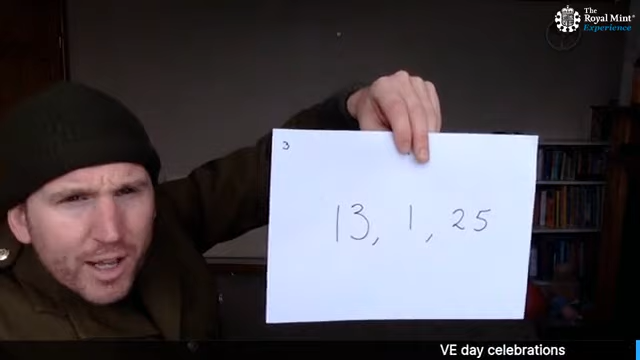 The
Royal Mint®
Experience
3
13, 1, 25
VE day celebrations